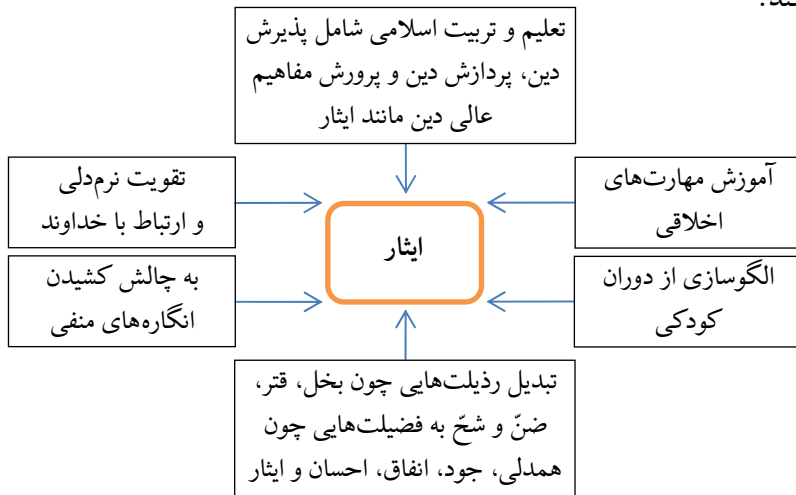 ند.
تعلیم و تربیت اسلامی شامل پذیرش
دین، پردازش دین و پرورش مفاهیم
عالی دین مانند ایثار
آموزش مهارت‌های
اخلاقی
تقویت نرم‌دلی
و ارتباط با خداوند
ایثار
الگوسازی از دوران
کودکی
به چالش کشیدن
انگاره‌های منفی
تبدیل رذیلت‌هایی چون بخل، قتر،
ضنّ و شحّ به فضیلت‌هایی چون
همدلی، جود، انفاق، احسان و ایثار